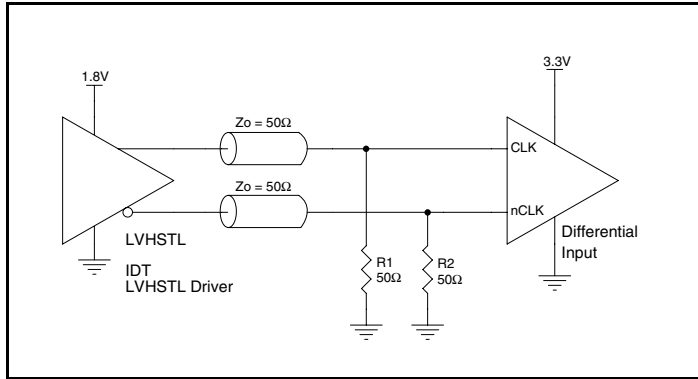 1.8V
3.3V
Zo = 50Ω
CLK
Zo = 50Ω
nCLK
LVHSTL
IDT
LVHSTL Driver
R1
50Ω
R2
50Ω
Differential
Input